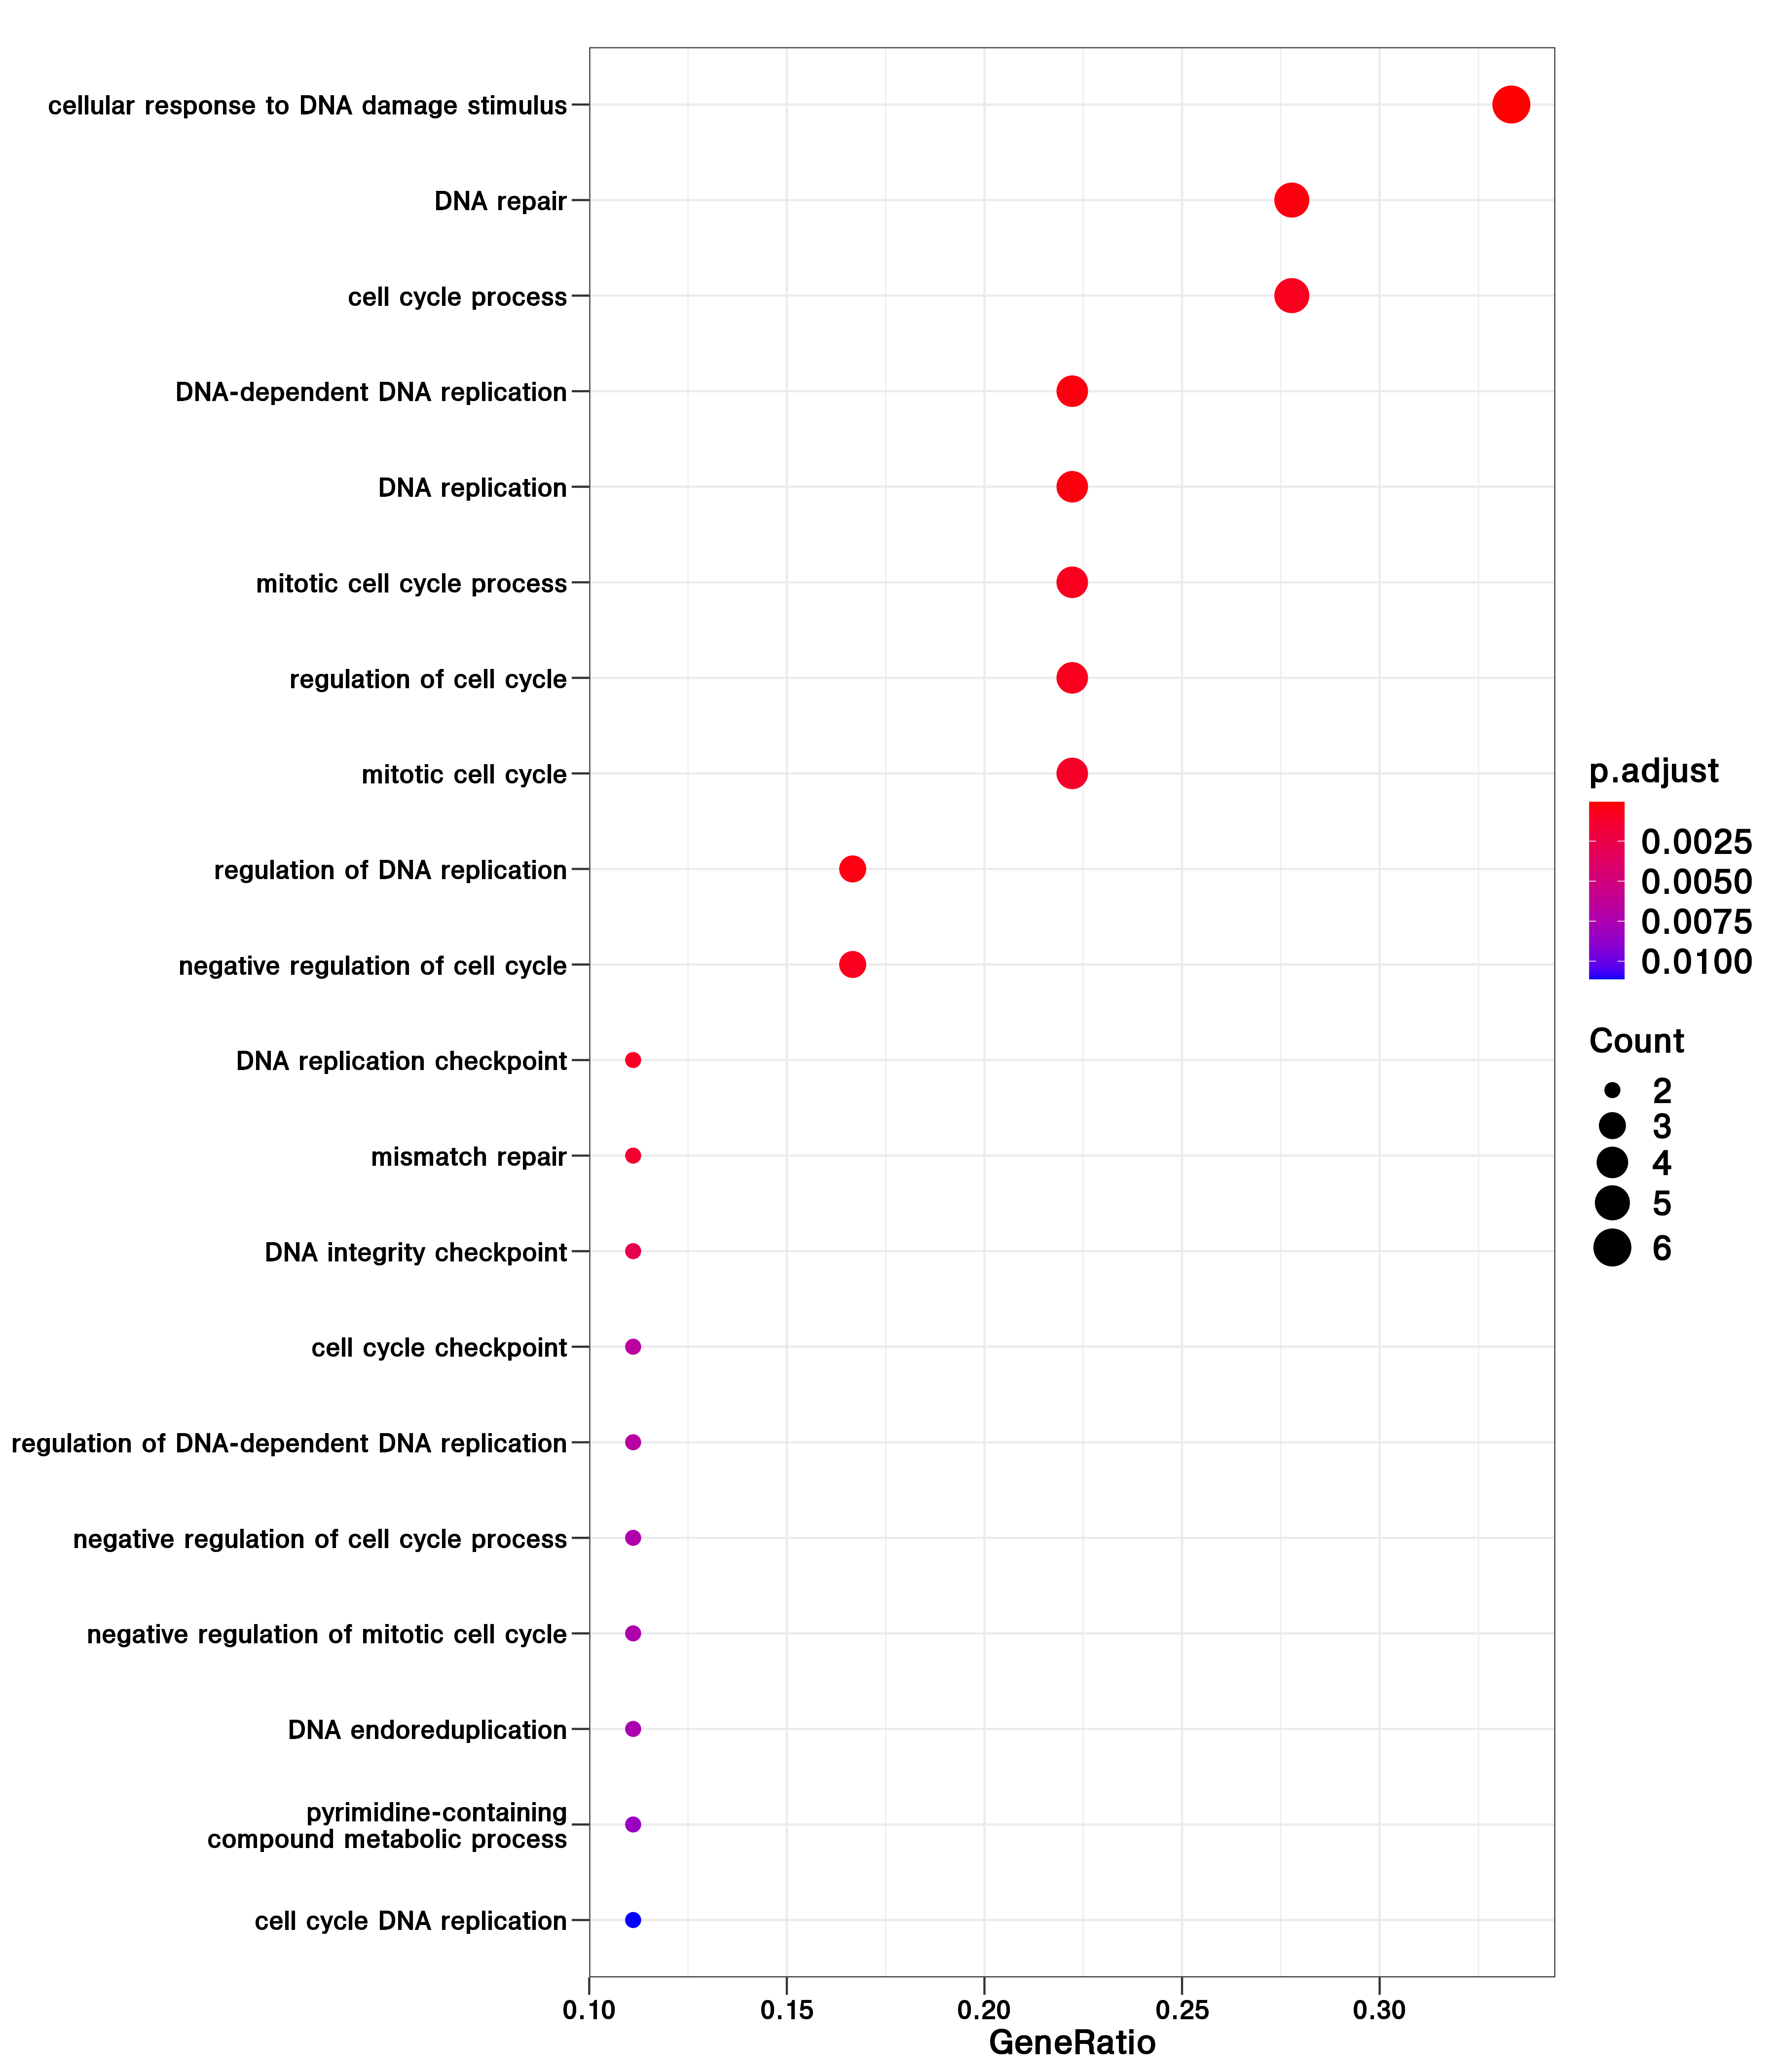 cellular response to DNA damage stimulus
DNA repair
cell cycle process
DNA-dependent DNA replication
DNA replication
mitotic cell cycle process
regulation of cell cycle
mitotic cell cycle
regulation of DNA replication
negative regulation of cell cycle
DNA replication checkpoint
mismatch repair
DNA integrity checkpoint
cell cycle checkpoint
regulation of DNA-dependent DNA replication
negative regulation of cell cycle process
negative regulation of mitotic cell cycle
DNA endoreduplication
pyrimidine-containing
compound metabolic process
cell cycle DNA replication
0.10 0.15 0.20 0.25 0.30
GeneRatio
p.adjust
0.0025
0.0050
0.0075
0.0100
Count
2
3
4
5
6